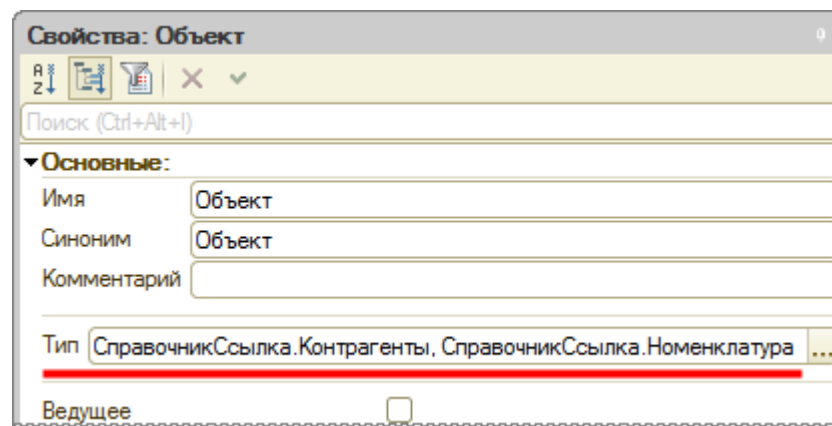 Свойства: Объект
Поиск (Ctrl+Alt+I)
Основные:
Имя Объект
Синоним Объект
Комментарий
Тип СправочникСсылка.Контрагенты, СправочникСсылка.Номенклатура ...
Ведущее